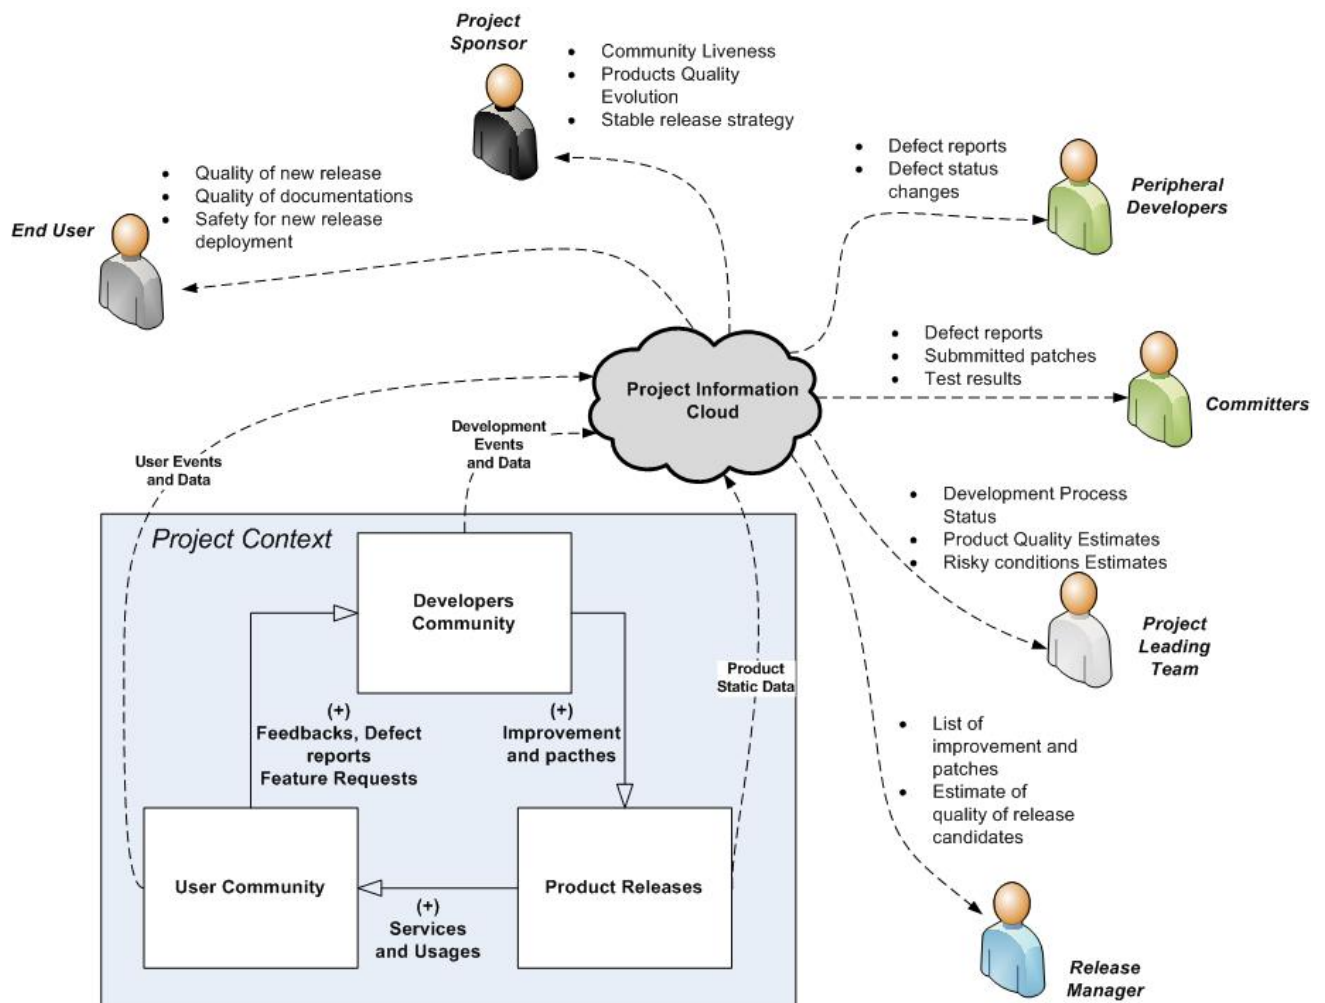 Project
Sponsor
• Community Liveness
• Products Quality
Evolution
• Stable release strategy
• Defect reports
• Defect status
changes
Peripheral
Developers
• Quality of new release
• Quality of documentations
• Safety for new release
deployment
End User
• Defect reports
• Submmitted patches
• Test results
Committers
Project Information
Cloud
Development
Events
and Data
User Events
and Data
• Development Process
Status
• Product Quality Estimates
• Risky conditions Estimates
Project
Leading
Team
Project Context
Developers
Community
Product
Static Data
(+)
Feedbacks, Defect
reports
Feature Requests
(+)
Improvement
and pacthes
• List of
improvement and
patches
• Estimate of
quality of release
candidates
User Community
Product Releases
(+)
Services
and Usages
Release
Manager